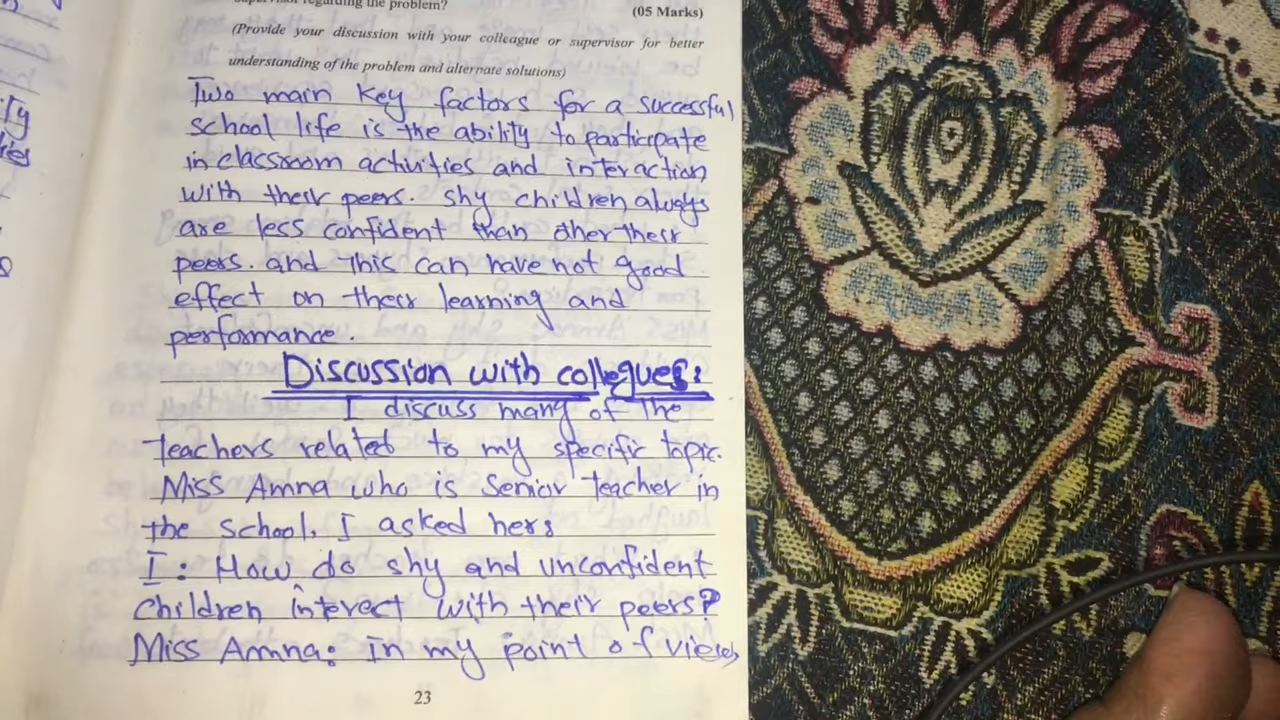 supervisor regarding the problem?
(05 Marks)
(Provide your discussion with your colleague or supervisor for better
understanding of the problem and alternate solutions)
Two main key factors for a successful
school life is the ability to participate
in classroom activities and interaction
with their peers. Shy children always
are less confident than other their
peers. and this can have not good
effect on their learning and
performance.
Discussion with collegues:
I discuss many of the
teachers related to my specific topic.
Miss Amna who is Senior teacher in
the school, I asked her:
I: How do shy and unconfident
children interect with their peers?
Miss Amna: In my point of view,
23